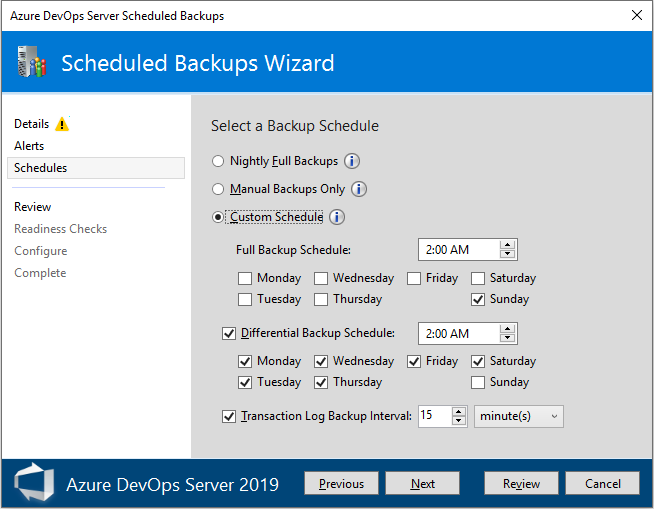 Azure DevOps Server Scheduled Backups
Scheduled Backups Wizard
Details
Alerts
Schedules
Review
Readiness Checks
Configure
Complete
Select a Backup Schedule
Nightly Full Backups
Manual Backups Only
Custom Schedule
Full Backup Schedule: 2:00 AM
Monday Wednesday Friday Saturday
Tuesday Thursday Sunday
Differential Backup Schedule: 2:00 AM
Monday Wednesday Friday Saturday
Tuesday Thursday Sunday
Transaction Log Backup Interval: 15 minute(s)
Azure DevOps Server 2019 Previous Next Review Cancel